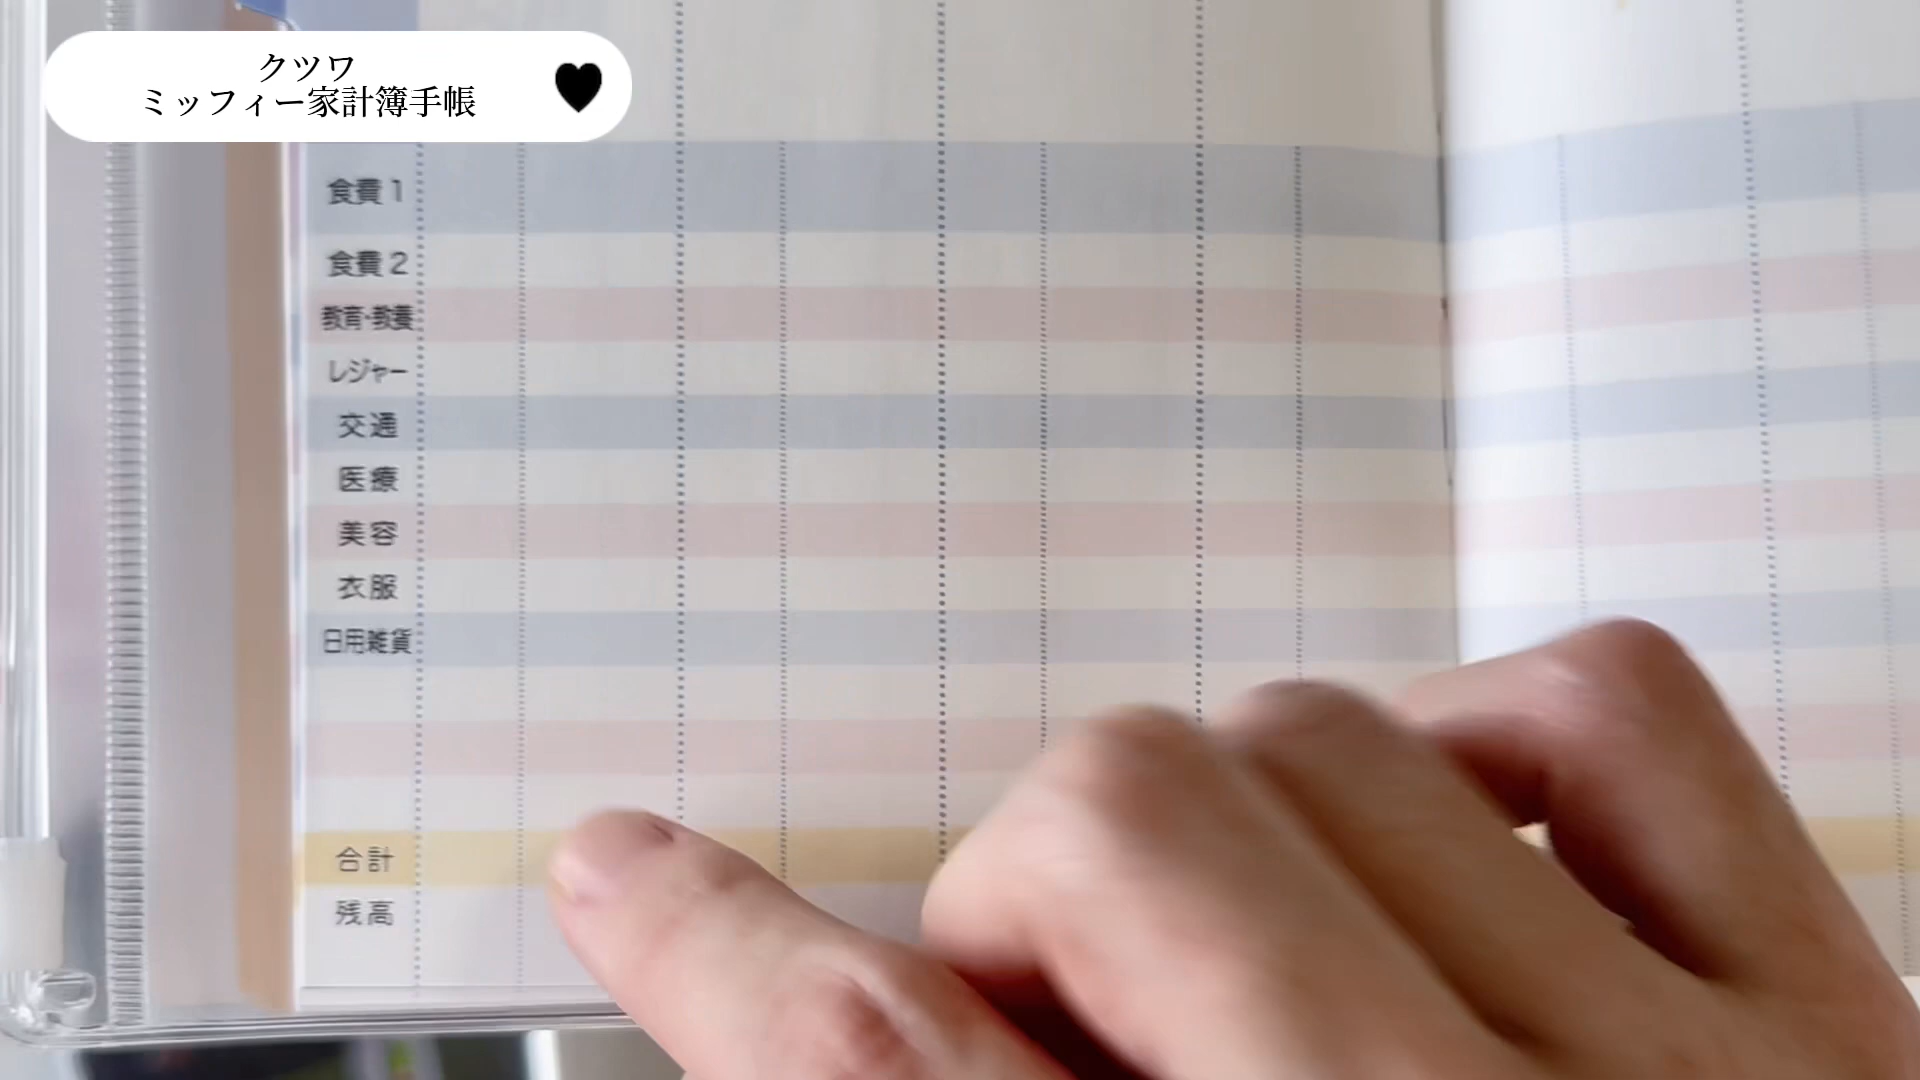 クツワ
ミッフィー家計簿手帳
食費1
食費2
教育・教養
レジャー
交通
医療
美容
衣服
日用雑貨
合計
残高